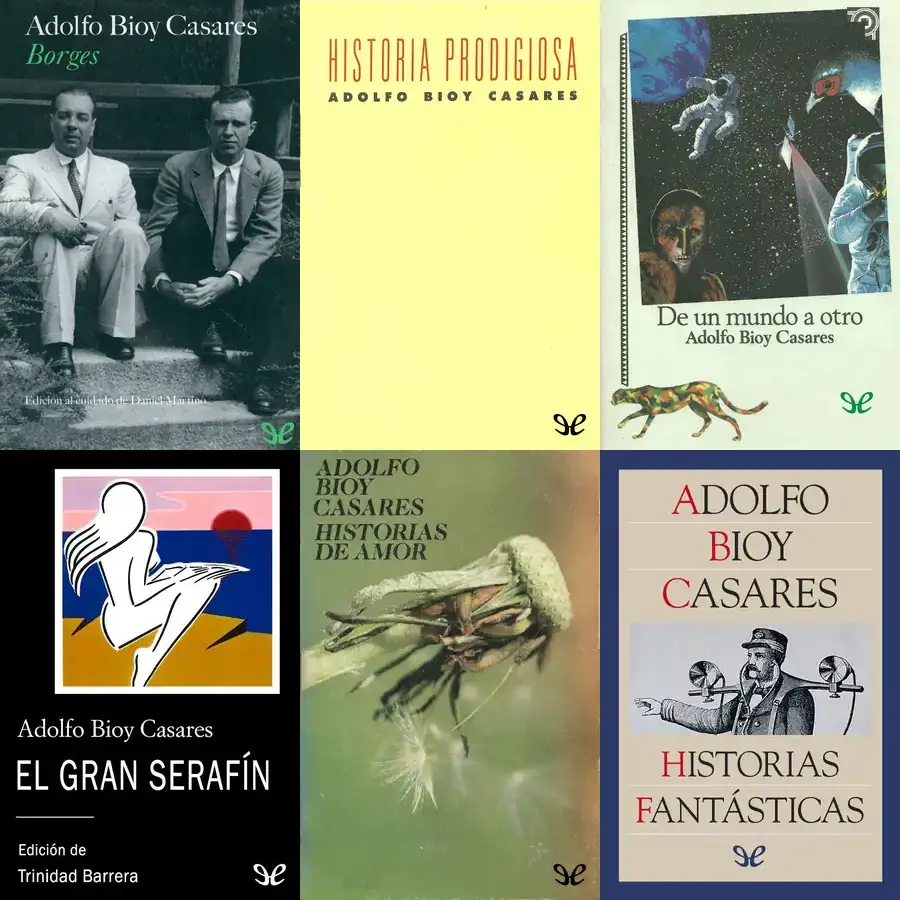 Adolfo Bioy Casares
Borges
Edición al cuidado de Daniel Martino
HISTORIA PRODIGIOSA
ADOLFO BIOY CASARES
De un mundo a otro
Adolfo Bioy Casares
Adolfo Bioy Casares
EL GRAN SERAFÍN
Edición de
Trinidad Barrera
ADOLFO
BIOY
CASARES
HISTORIAS
DE AMOR
ADOLFO
BIOY
CASARES
HISTORIAS
FANTÁSTICAS